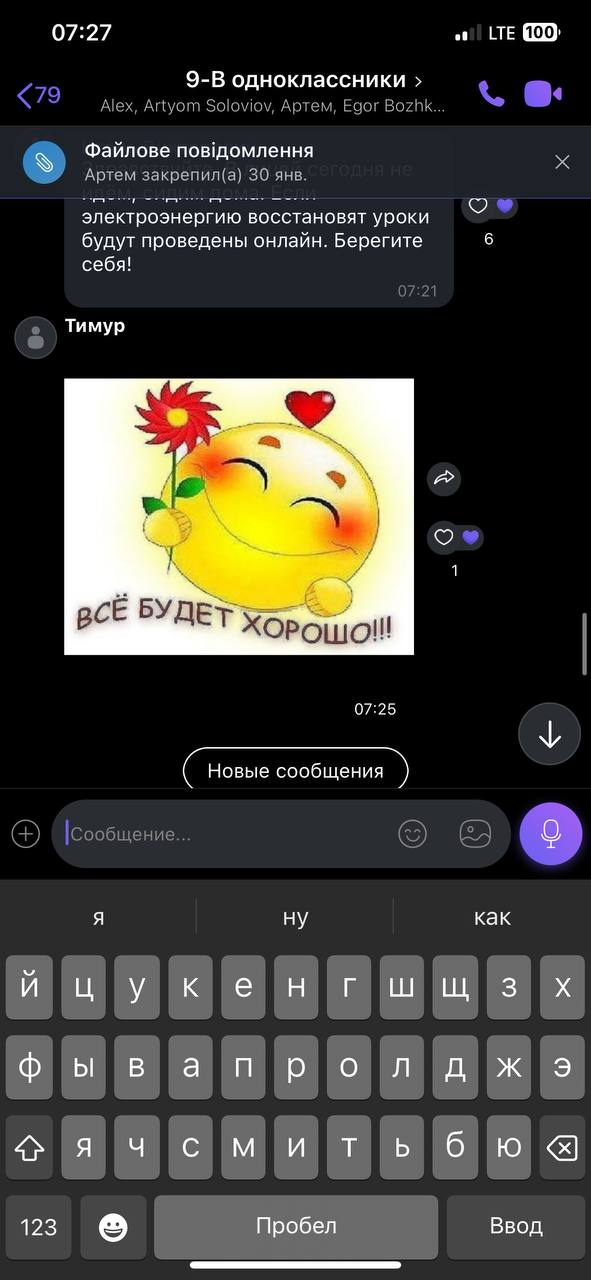 07:27
LTE 100
79
9-В одноклассники
Alex, Artyom Soloviov, Артем, Egor Bozhk...
Файлове повідомлення
Артем закрепил(а) 30 янв.
сегодня не
идём, сидим дома. Если
электроэнергию восстановят уроки
будут проведены онлайн. Берегите
себя!
07:21
6
Тимур
ВСЁ БУДЕТ ХОРОШО!!!
1
07:25
Новые сообщения
Сообщение...
я ну как
й ц у к е н г ш щ з х
ф ы в а п р о л д ж э
я ч с м и т ь б ю
123 Пробел Ввод